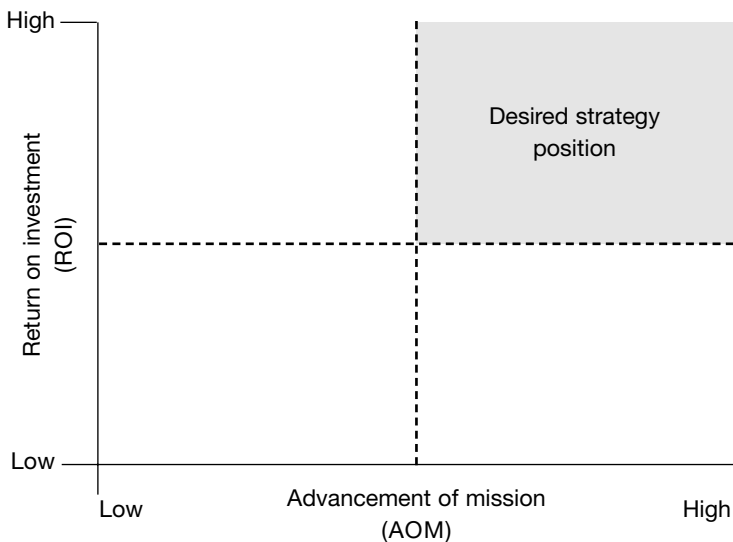 High
Desired strategy
position
Return on investment
(ROI)
Low
Low
Advancement of mission
(AOM)
High